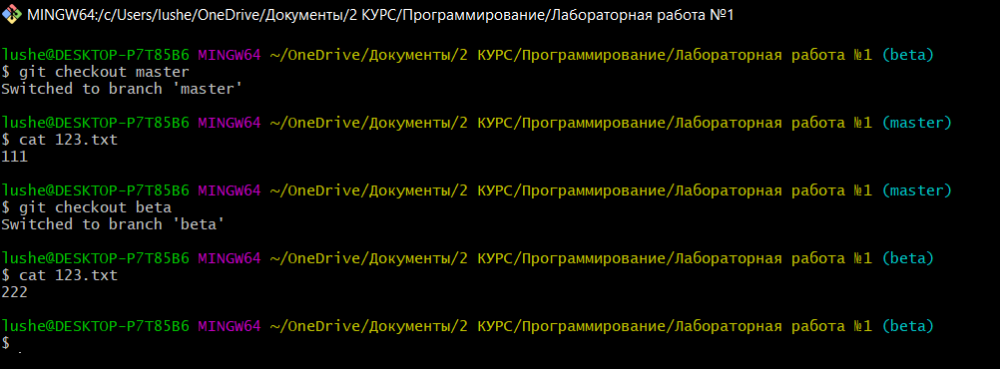 MINGW64:/c/Users/lushe/OneDrive/Документы/2 КУРС/Программирование/Лабораторная работа №1
lushe@DESKTOP-P7T85B6 MINGW64 ~/OneDrive/Документы/2 КУРС/Программирование/Лабораторная работа №1 (beta)
$ git checkout master
Switched to branch 'master'
lushe@DESKTOP-P7T85B6 MINGW64 ~/OneDrive/Документы/2 КУРС/Программирование/Лабораторная работа №1 (master)
$ cat 123.txt
111
lushe@DESKTOP-P7T85B6 MINGW64 ~/OneDrive/Документы/2 КУРС/Программирование/Лабораторная работа №1 (master)
$ git checkout beta
Switched to branch 'beta'
lushe@DESKTOP-P7T85B6 MINGW64 ~/OneDrive/Документы/2 КУРС/Программирование/Лабораторная работа №1 (beta)
$ cat 123.txt
222
lushe@DESKTOP-P7T85B6 MINGW64 ~/OneDrive/Документы/2 КУРС/Программирование/Лабораторная работа №1 (beta)
$